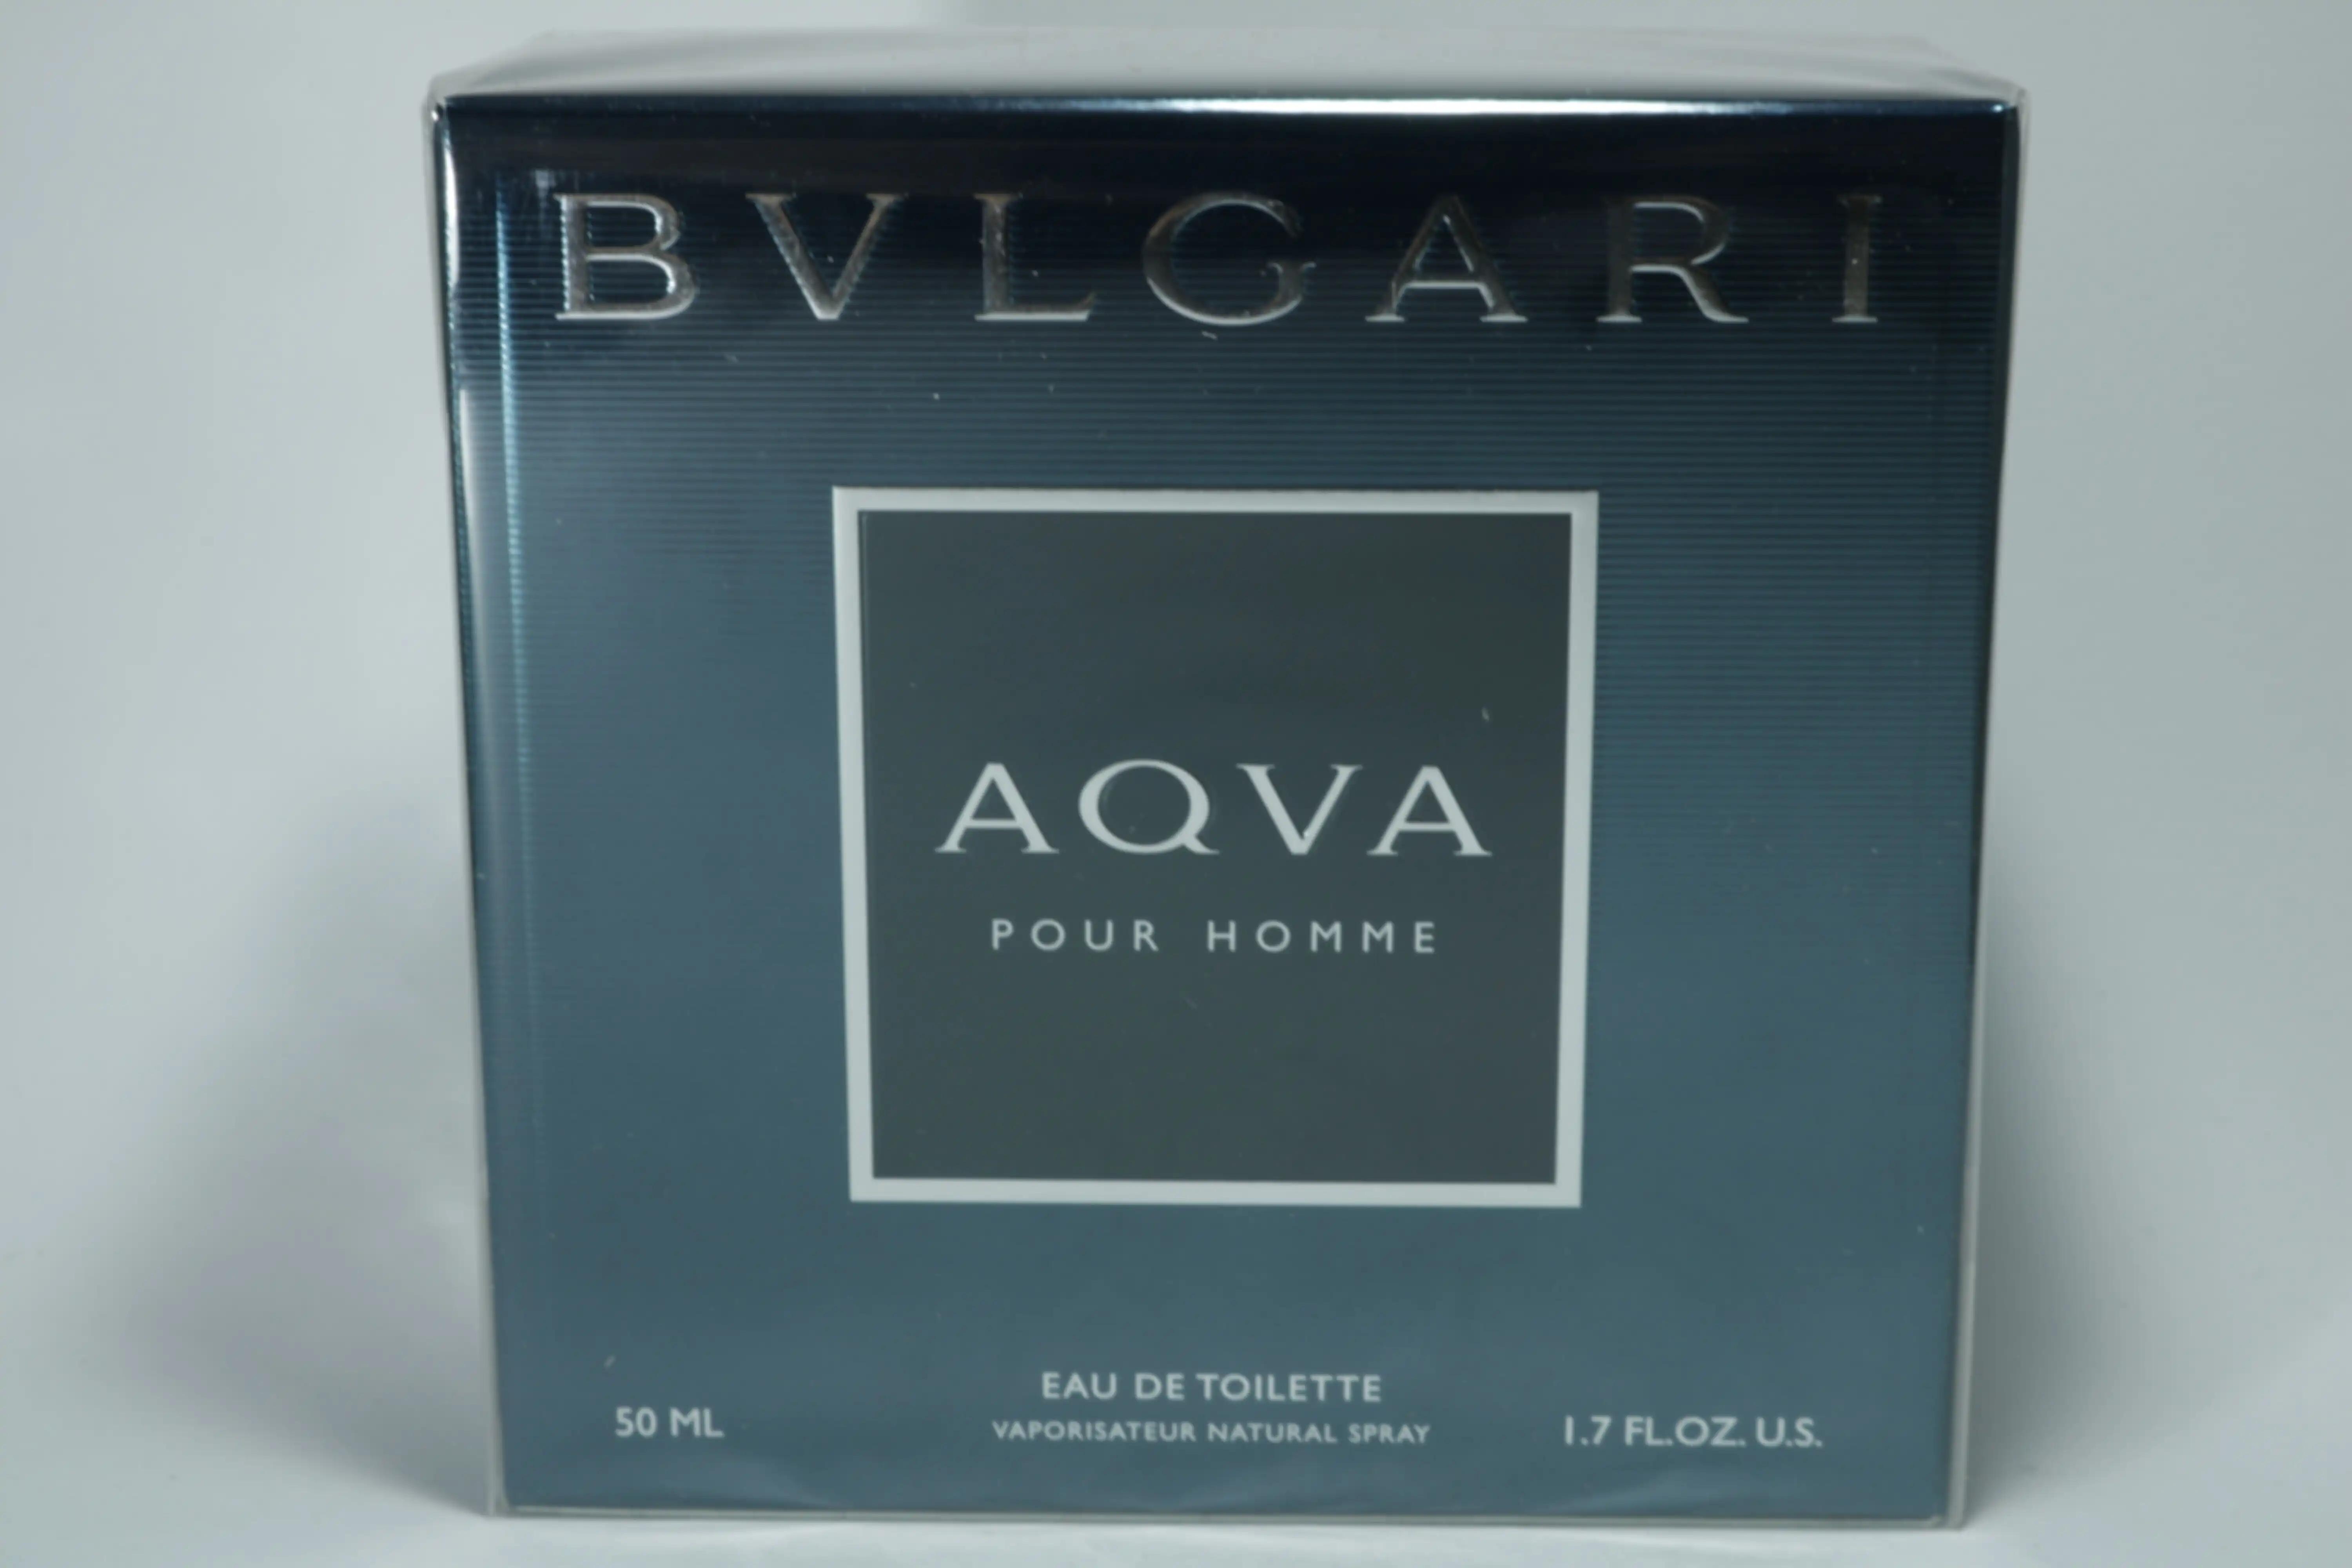 BVLGARI
AQVA
POUR HOMME
EAU DE TOILETTE
50 ML VAPORISATEUR NATURAL SPRAY 1.7 FL.OZ. U.S.